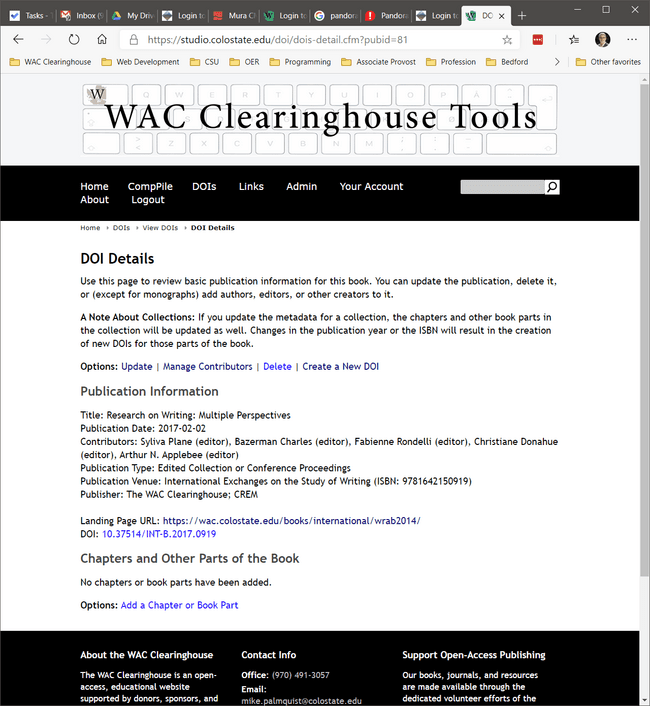 Tasks -
Inbox (5
My Driv
Login to
Mura C
Login to
pandora
Pandora
Login to
DOI
https://studio.colostate.edu/doi/dois-detail.cfm?pubid=81
WAC Clearinghouse
Web Development
CSU
OER
Programming
Associate Provost
Profession
Bedford
Other favorites
W
WAC Clearinghouse Tools
Home CompPile DOIs Links Admin Your Account
About Logout
Home › DOIs › View DOIs › DOI Details
DOI Details
Use this page to review basic publication information for this book. You can update the publication, delete it,
or (except for monographs) add authors, editors, or other creators to it.
A Note About Collections: If you update the metadata for a collection, the chapters and other book parts in
the collection will be updated as well. Changes in the publication year or the ISBN will result in the creation
of new DOIs for those parts of the book.
Options: Update | Manage Contributors | Delete | Create a New DOI
Publication Information
Title: Research on Writing: Multiple Perspectives
Publication Date: 2017-02-02
Contributors: Syliva Plane (editor), Bazerman Charles (editor), Fabienne Rondelli (editor), Christiane Donahue
(editor), Arthur N. Applebee (editor)
Publication Type: Edited Collection or Conference Proceedings
Publication Venue: International Exchanges on the Study of Writing (ISBN: 9781642150919)
Publisher: The WAC Clearinghouse; CREM
Landing Page URL: https://wac.colostate.edu/books/international/wrab2014/
DOI: 10.37514/INT-B.2017.0919
Chapters and Other Parts of the Book
No chapters or book parts have been added.
Options: Add a Chapter or Book Part
About the WAC Clearinghouse
The WAC Clearinghouse is an open-
access, educational website
supported by donors, sponsors, and
Contact Info
Office: (970) 491-3057
Email:
mike.palmquist@colostate.edu
Support Open-Access Publishing
Our books, journals, and resources
are made available through the
dedicated volunteer efforts of the